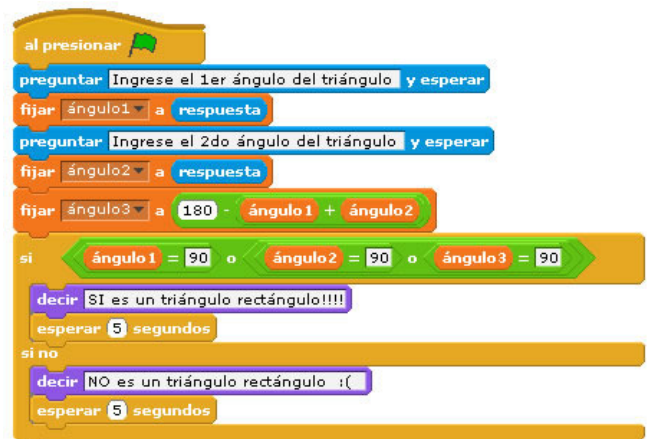 al presionar
preguntar Ingrese el 1er ángulo del triángulo y esperar
fijar ángulo1 a respuesta
preguntar Ingrese el 2do ángulo del triángulo y esperar
fijar ángulo2 a respuesta
fijar ángulo3 a 180 - ángulo1 + ángulo2
si ángulo1 = 90 o ángulo2 = 90 o ángulo3 = 90
decir SI es un triángulo rectángulo!!!!
esperar 5 segundos
si no
decir NO es un triángulo rectángulo :(
esperar 5 segundos